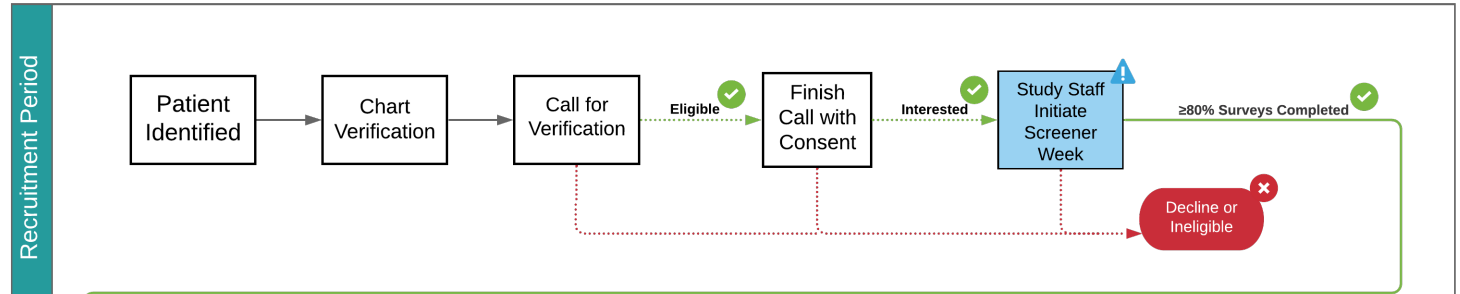 Recruitment Period
Patient
Identified
Chart
Verification
Call for
Verification
Eligible
Finish
Call with
Consent
Interested
Study Staff
Initiate
Screener
Week
≥80% Surveys Completed
Decline or
Ineligible